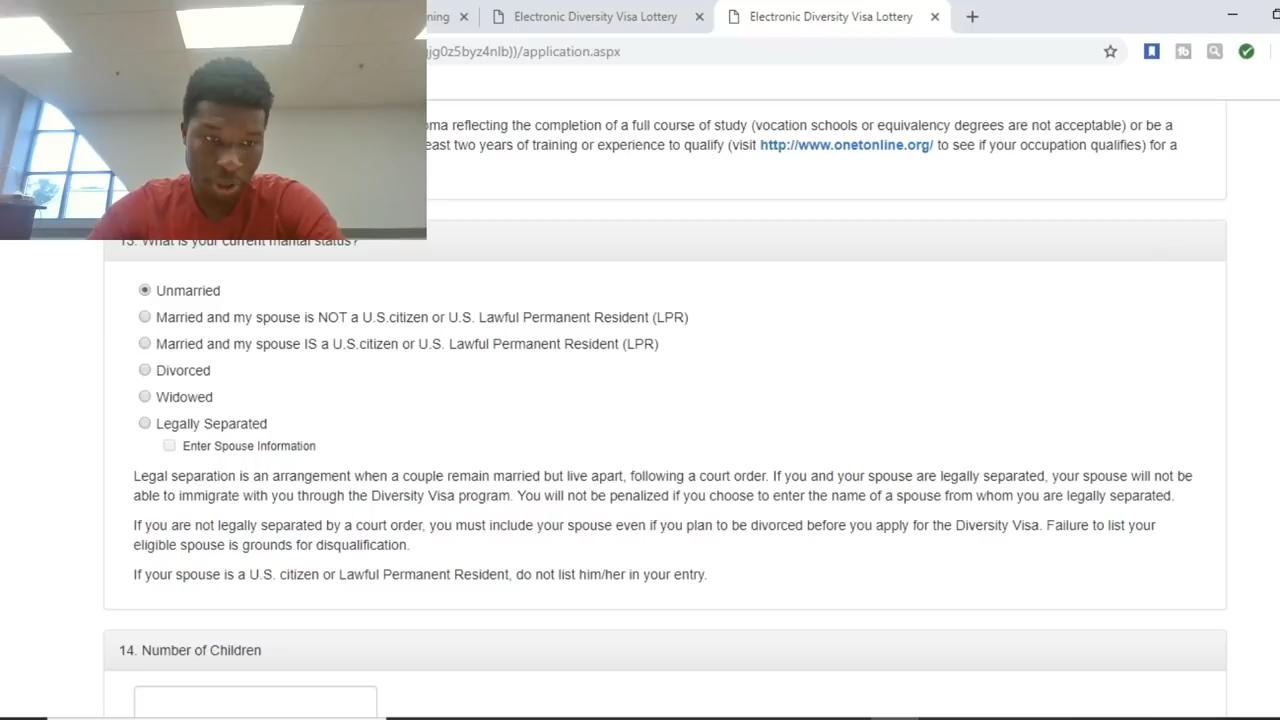 ning
Electronic Diversity Visa Lottery
Electronic Diversity Visa Lottery
jg0z5byz4nlb))/application.aspx
oma reflecting the completion of a full course of study (vocation schools or equivalency degrees are not acceptable) or be a
east two years of training or experience to qualify (visit http://www.onetonline.org/ to see if your occupation qualifies) for a
13. What is your current marital status?
Unmarried
Married and my spouse is NOT a U.S.citizen or U.S. Lawful Permanent Resident (LPR)
Married and my spouse IS a U.S.citizen or U.S. Lawful Permanent Resident (LPR)
Divorced
Widowed
Legally Separated
Enter Spouse Information
Legal separation is an arrangement when a couple remain married but live apart, following a court order. If you and your spouse are legally separated, your spouse will not be
able to immigrate with you through the Diversity Visa program. You will not be penalized if you choose to enter the name of a spouse from whom you are legally separated.
If you are not legally separated by a court order, you must include your spouse even if you plan to be divorced before you apply for the Diversity Visa. Failure to list your
eligible spouse is grounds for disqualification.
If your spouse is a U.S. citizen or Lawful Permanent Resident, do not list him/her in your entry.
14. Number of Children